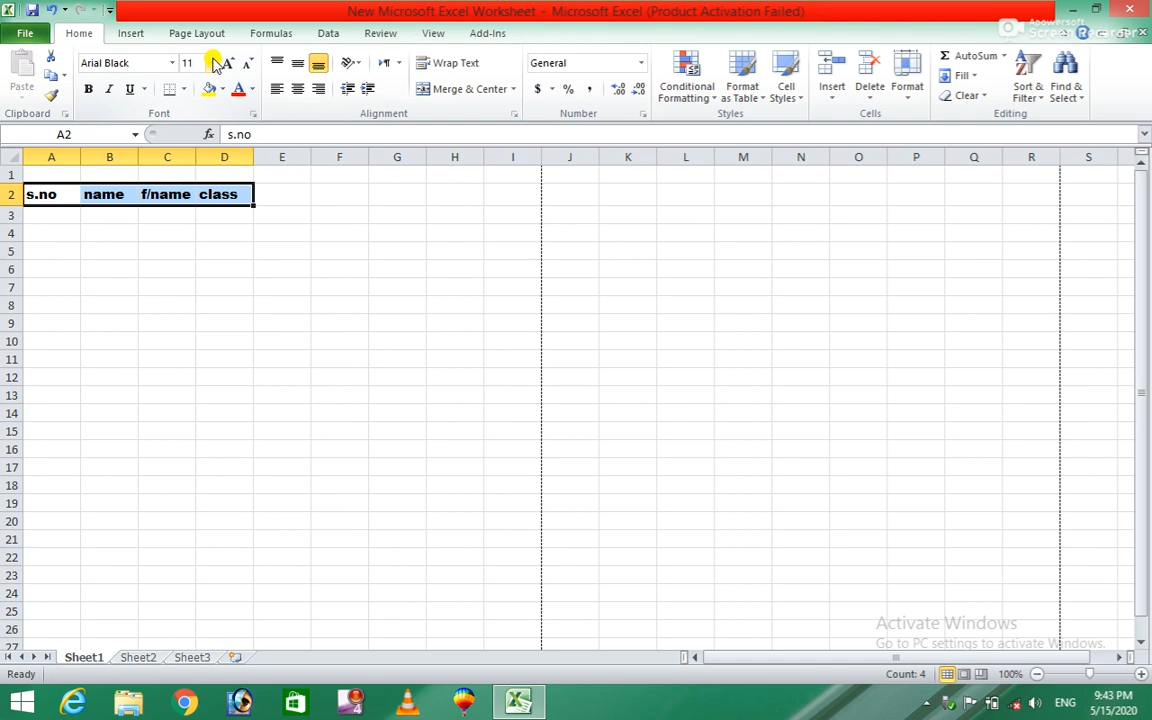 New Microsoft Excel Worksheet - Microsoft Excel (Product Activation Failed)
Apowersoft
Screen Recorder
File Home Insert Page Layout Formulas Data Review View Add-Ins
Paste
Arial Black 11 A A
B I U A
Wrap Text
Merge & Center
General
$ % ,
Conditional Formatting
Format as Table
Cell Styles
Insert
Delete
Format
Σ AutoSum
Fill
Clear
Sort & Filter
Find & Select
Clipboard Font Alignment Number Styles Cells Editing
A2 fx s.no
A B C D E F G H I J K L M N O P Q R S
1
2 s.no name f/name class
3
4
5
6
7
8
9
10
11
12
13
14
15
16
17
18
19
20
21
22
23
24
25
26
27
Activate Windows
Go to PC settings to activate Windows.
Sheet1 Sheet2 Sheet3
Ready Count: 4 100%
4
ENG
9:43 PM
5/15/2020